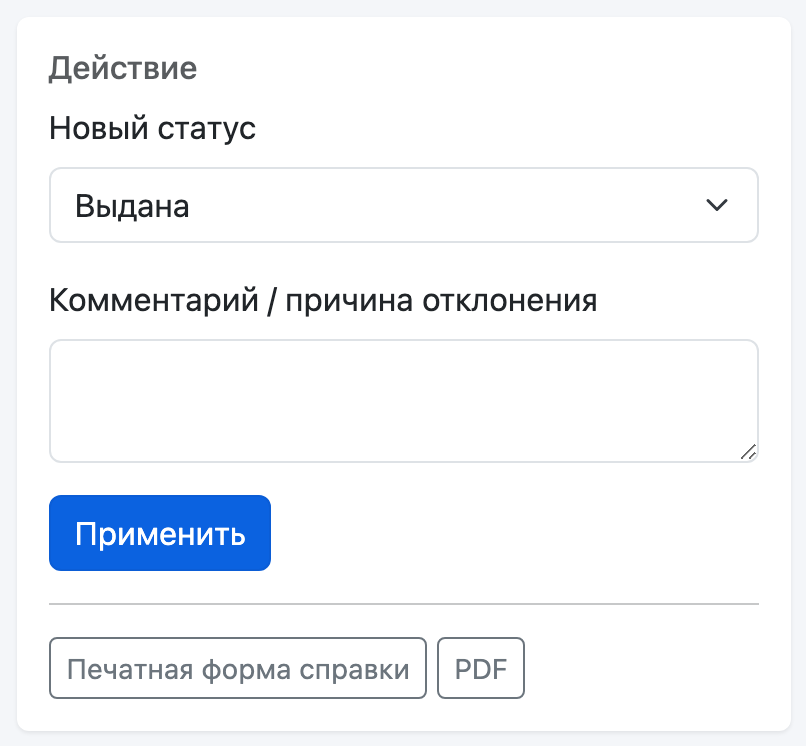 Действие
Новый статус
Выдана
Комментарий / причина отклонения
Применить
Печатная форма справки PDF